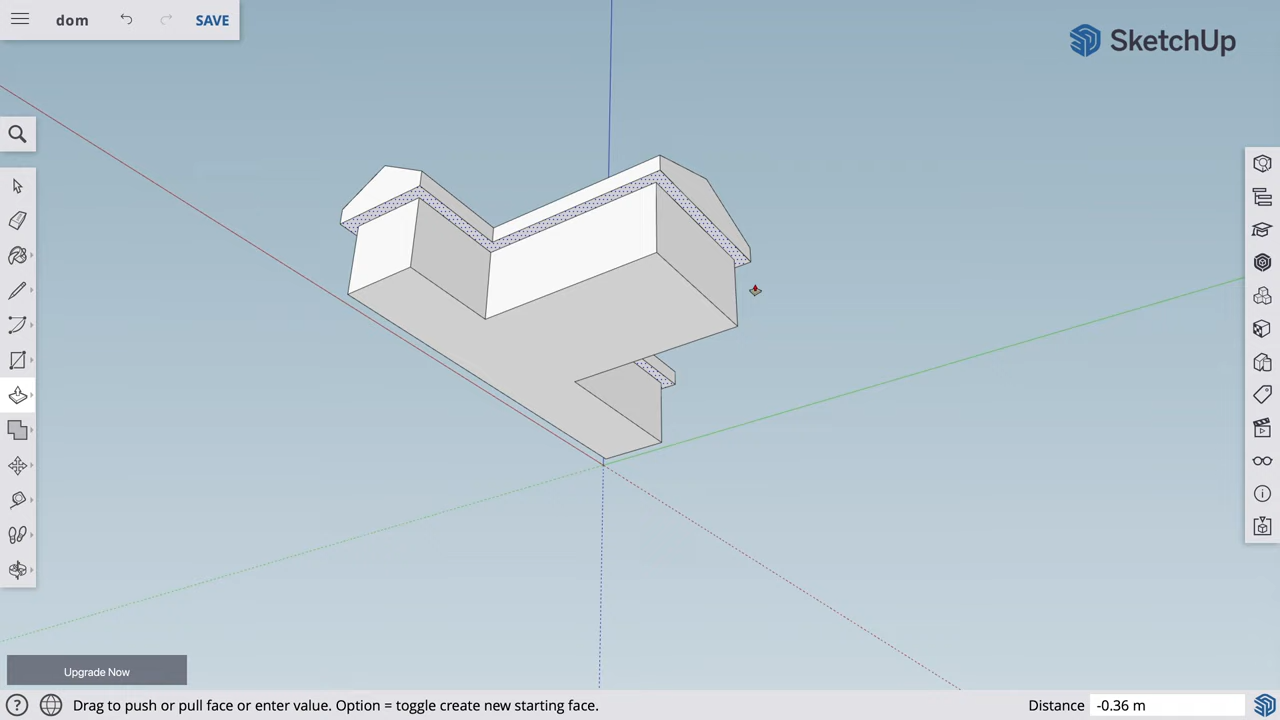 dom
SAVE
SketchUp
Upgrade Now
Drag to push or pull face or enter value. Option = toggle create new starting face.
Distance
-0.36 m